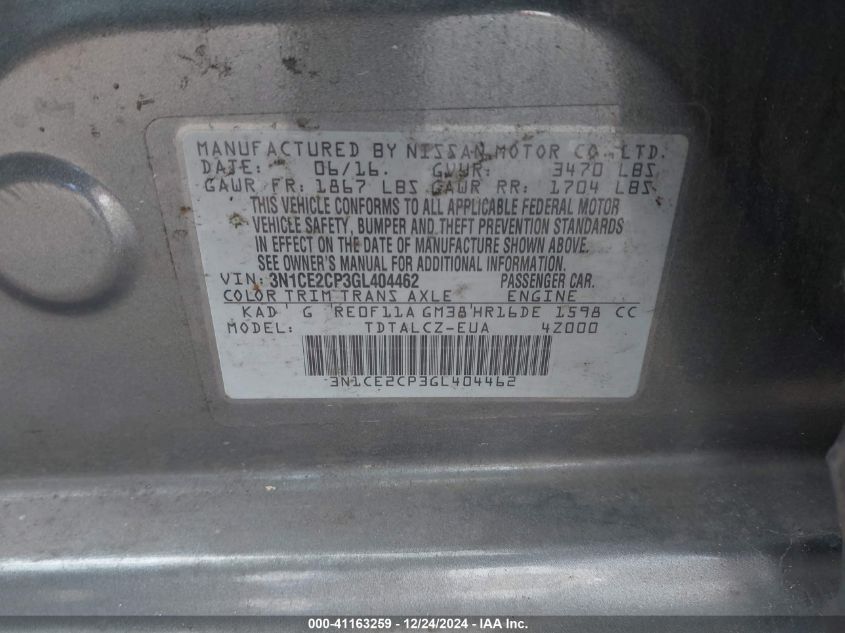 MANUFACTURED BY NISSAN MOTOR CO., LTD.
DATE: 06/16. GVWR: 3470 LBS
GAWR FR: 1867 LBS GAWR RR: 1704 LBS
THIS VEHICLE CONFORMS TO ALL APPLICABLE FEDERAL MOTOR
VEHICLE SAFETY, BUMPER AND THEFT PREVENTION STANDARDS
IN EFFECT ON THE DATE OF MANUFACTURE SHOWN ABOVE.
SEE OWNER'S MANUAL FOR ADDITIONAL INFORMATION.
VIN: 3N1CE2CP3GL404462 PASSENGER CAR.
COLOR TRIM TRANS AXLE ENGINE
KAD G RE0F11A GM38 HR16DE 1598 CC
MODEL: TDTALCZ-EUA 4Z000
3N1CE2CP3GL404462
000-41163259 - 12/24/2024 - IAA Inc.